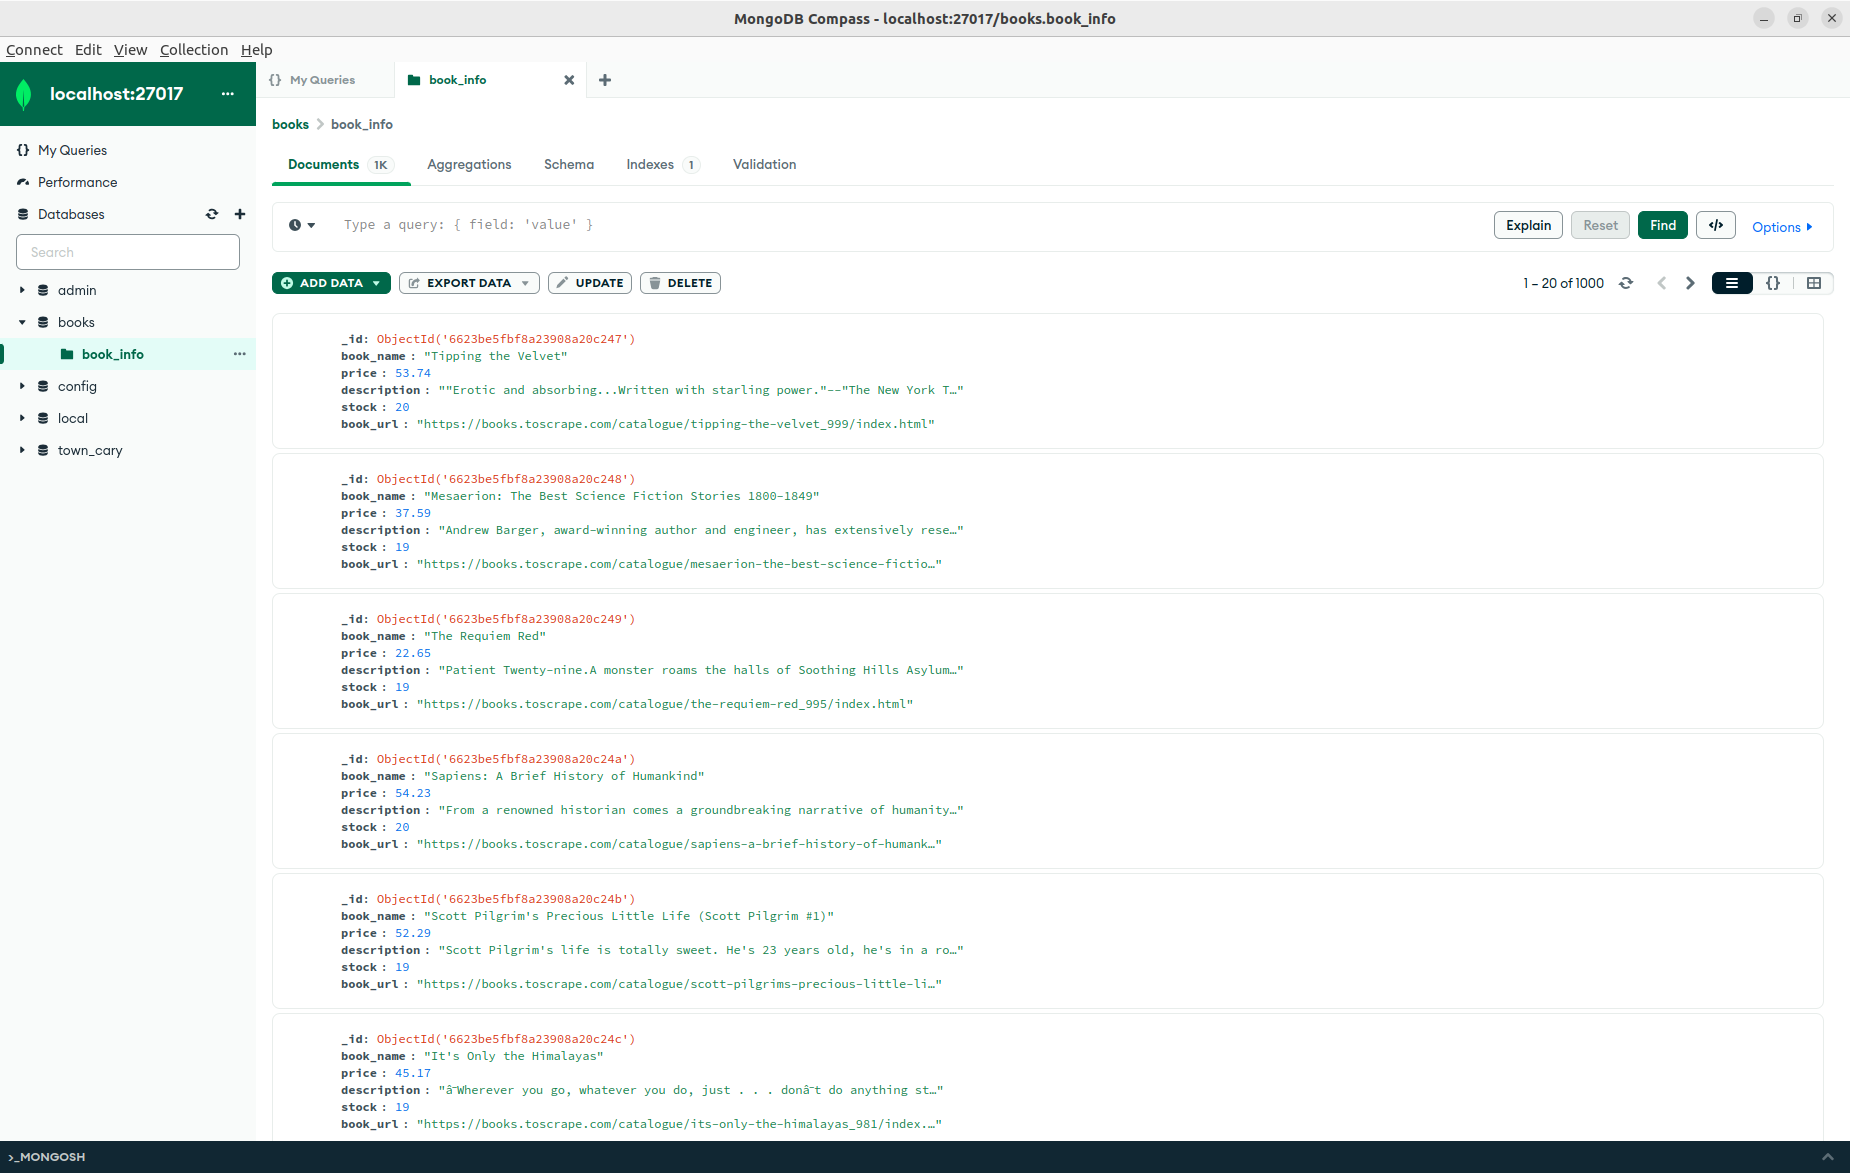 MongoDB Compass - localhost:27017/books.book_info
Connect Edit View Collection Help
localhost:27017 ...
{} My Queries
book_info
{} My Queries
Performance
Databases
Search
admin
books
book_info ...
config
local
town_cary
books > book_info
Documents 1K Aggregations Schema Indexes 1 Validation
Type a query: { field: 'value' }
Explain Reset Find </> Options
ADD DATA EXPORT DATA UPDATE DELETE
1 – 20 of 1000 {}
_id: ObjectId('6623be5fbf8a23908a20c247')
book_name : "Tipping the Velvet"
price : 53.74
description : ""Erotic and absorbing...Written with starling power."--"The New York T…"
stock : 20
book_url : "https://books.toscrape.com/catalogue/tipping-the-velvet_999/index.html"
_id: ObjectId('6623be5fbf8a23908a20c248')
book_name : "Mesaerion: The Best Science Fiction Stories 1800-1849"
price : 37.59
description : "Andrew Barger, award-winning author and engineer, has extensively rese…"
stock : 19
book_url : "https://books.toscrape.com/catalogue/mesaerion-the-best-science-fictio…"
_id: ObjectId('6623be5fbf8a23908a20c249')
book_name : "The Requiem Red"
price : 22.65
description : "Patient Twenty-nine.A monster roams the halls of Soothing Hills Asylum…"
stock : 19
book_url : "https://books.toscrape.com/catalogue/the-requiem-red_995/index.html"
_id: ObjectId('6623be5fbf8a23908a20c24a')
book_name : "Sapiens: A Brief History of Humankind"
price : 54.23
description : "From a renowned historian comes a groundbreaking narrative of humanity…"
stock : 20
book_url : "https://books.toscrape.com/catalogue/sapiens-a-brief-history-of-humank…"
_id: ObjectId('6623be5fbf8a23908a20c24b')
book_name : "Scott Pilgrim's Precious Little Life (Scott Pilgrim #1)"
price : 52.29
description : "Scott Pilgrim's life is totally sweet. He's 23 years old, he's in a ro…"
stock : 19
book_url : "https://books.toscrape.com/catalogue/scott-pilgrims-precious-little-li…"
_id: ObjectId('6623be5fbf8a23908a20c24c')
book_name : "It's Only the Himalayas"
price : 45.17
description : "â˜Wherever you go, whatever you do, just . . . donâ˜t do anything st…"
stock : 19
book_url : "https://books.toscrape.com/catalogue/its-only-the-himalayas_981/index.…"
>_MONGOSH